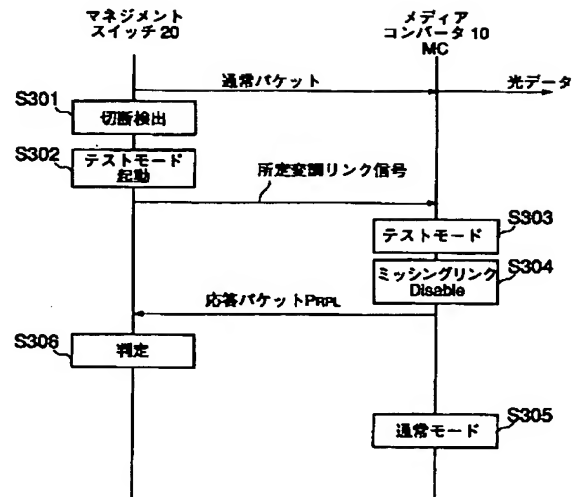 マネジメント
スイッチ 20
メディア
コンバータ 10
MC
通常パケット
光データ
S301
切断検出
S302
テストモード
起動
所定変調リンク信号
テストモード
S303
ミッシングリンク
Disable
S304
応答パケットPRPL
S306
判定
通常モード
S305